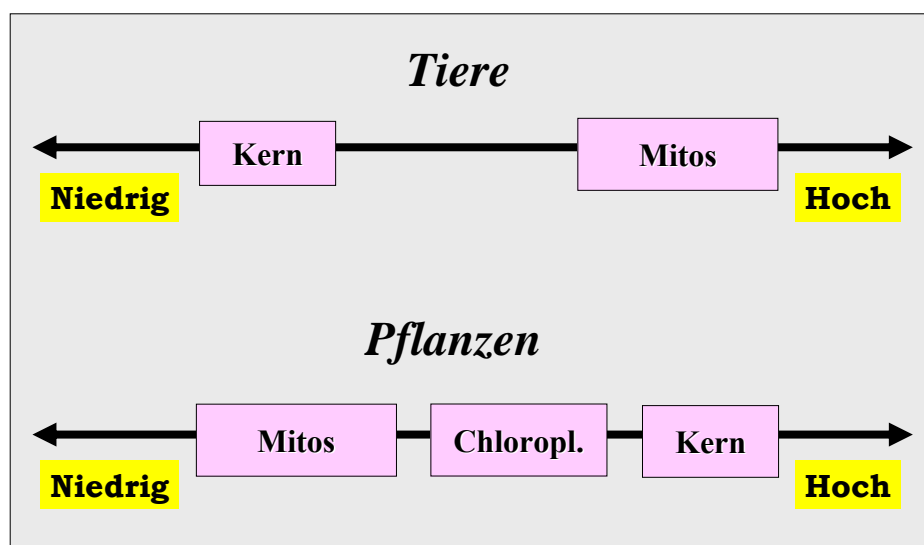 Tiere
Kern
Mitos
Niedrig
Hoch
Pflanzen
Mitos
Chloropl.
Kern
Niedrig
Hoch